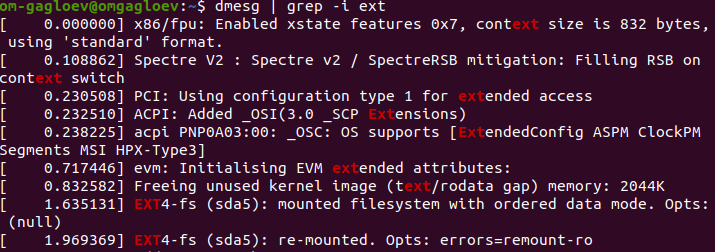 om-gagloev@omgagloev:~$ dmesg | grep -i ext
[    0.000000] x86/fpu: Enabled xstate features 0x7, context size is 832 bytes,
 using 'standard' format.
[    0.108862] Spectre V2 : Spectre v2 / SpectreRSB mitigation: Filling RSB on
context switch
[    0.230508] PCI: Using configuration type 1 for extended access
[    0.232510] ACPI: Added _OSI(3.0 _SCP Extensions)
[    0.238225] acpi PNP0A03:00: _OSC: OS supports [ExtendedConfig ASPM ClockPM
Segments MSI HPX-Type3]
[    0.717446] evm: Initialising EVM extended attributes:
[    0.832582] Freeing unused kernel image (text/rodata gap) memory: 2044K
[    1.635131] EXT4-fs (sda5): mounted filesystem with ordered data mode. Opts:
 (null)
[    1.969369] EXT4-fs (sda5): re-mounted. Opts: errors=remount-ro